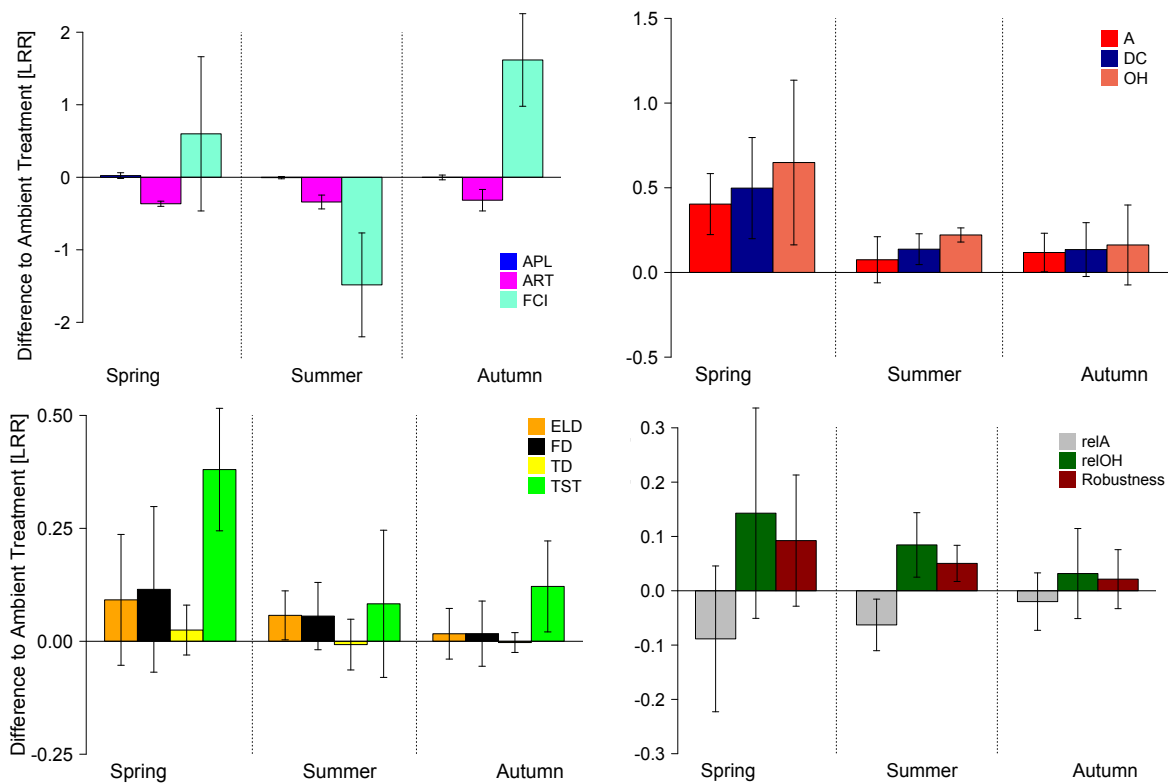 Difference to Ambient Treatment [LRR]
2
1
0
-1
-2
APL
ART
FCI
Spring
Summer
Autumn
1.5
1.0
0.5
0.0
-0.5
A
DC
OH
Spring
Summer
Autumn
Difference to Ambient Treatment [LRR]
0.50
0.25
0.00
-0.25
ELD
FD
TD
TST
Spring
Summer
Autumn
0.3
0.2
0.1
0.0
-0.1
-0.2
-0.3
relA
relOH
Robustness
Spring
Summer
Autumn